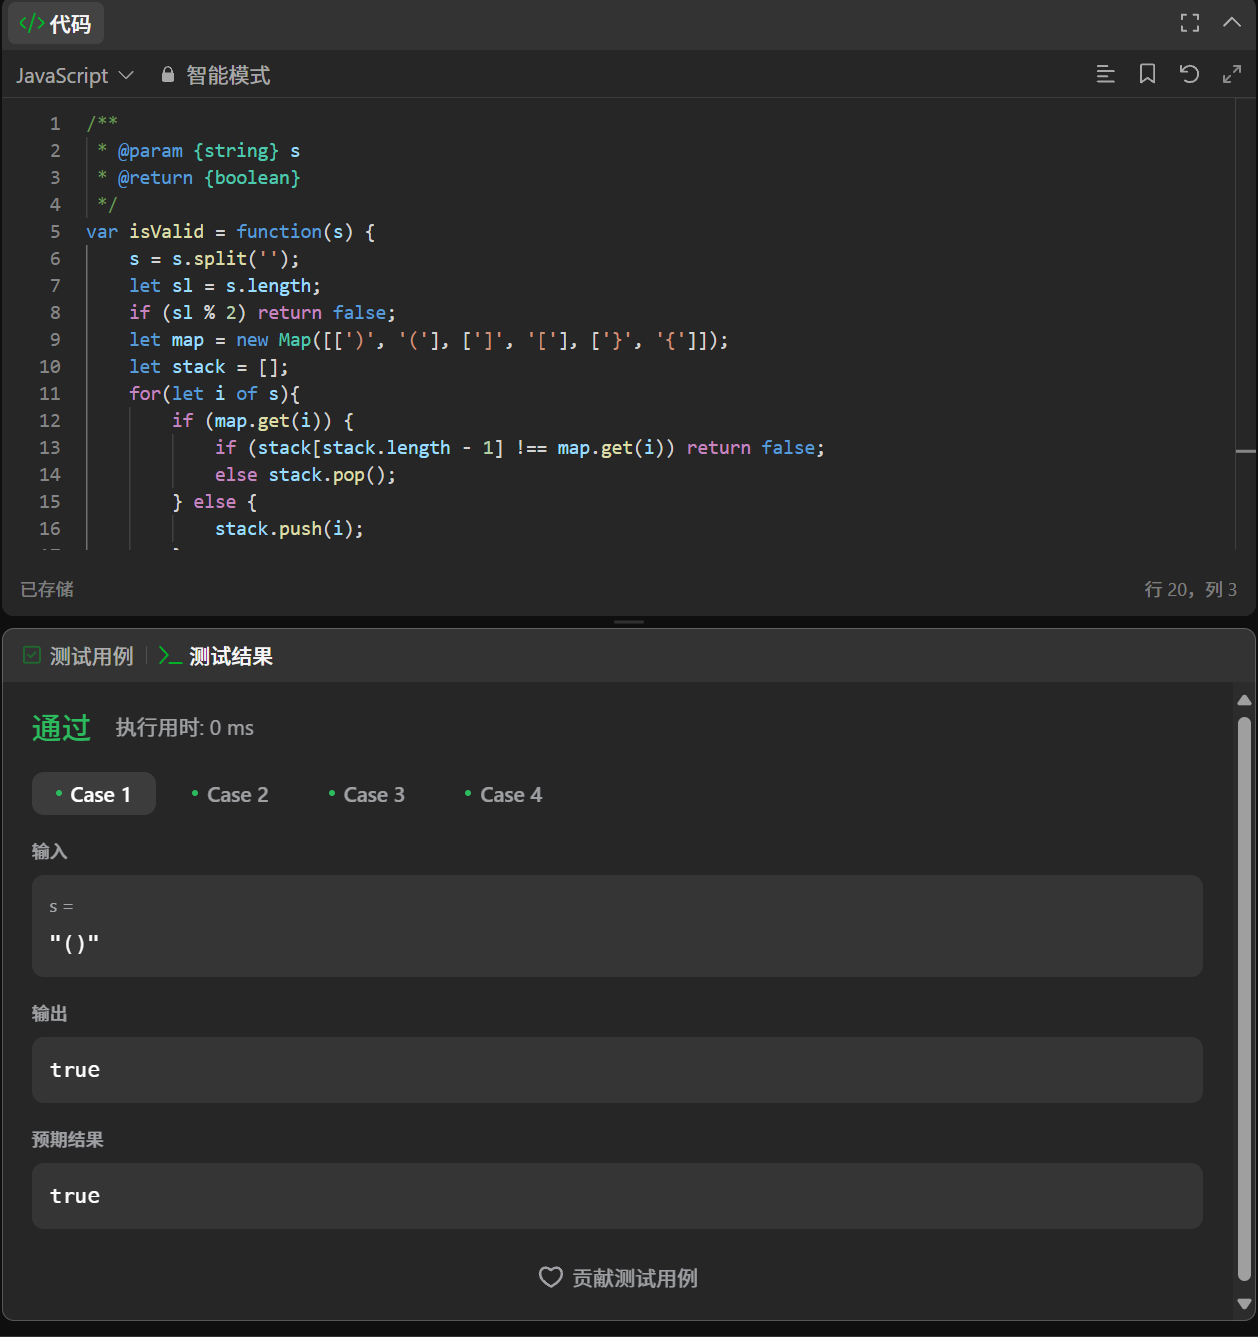 </> 代码
JavaScript 智能模式
1 /**
2 * @param {string} s
3 * @return {boolean}
4 */
5 var isValid = function(s) {
6 s = s.split('');
7 let sl = s.length;
8 if (sl % 2) return false;
9 let map = new Map([[')', '('], [']', '['], ['}', '{']]);
10 let stack = [];
11 for(let i of s){
12 if (map.get(i)) {
13 if (stack[stack.length - 1] !== map.get(i)) return false;
14 else stack.pop();
15 } else {
16 stack.push(i);
已存储 行 20，列 3
测试用例 >_ 测试结果
通过 执行用时: 0 ms
• Case 1 • Case 2 • Case 3 • Case 4
输入
s =
"()"
输出
true
预期结果
true
贡献测试用例